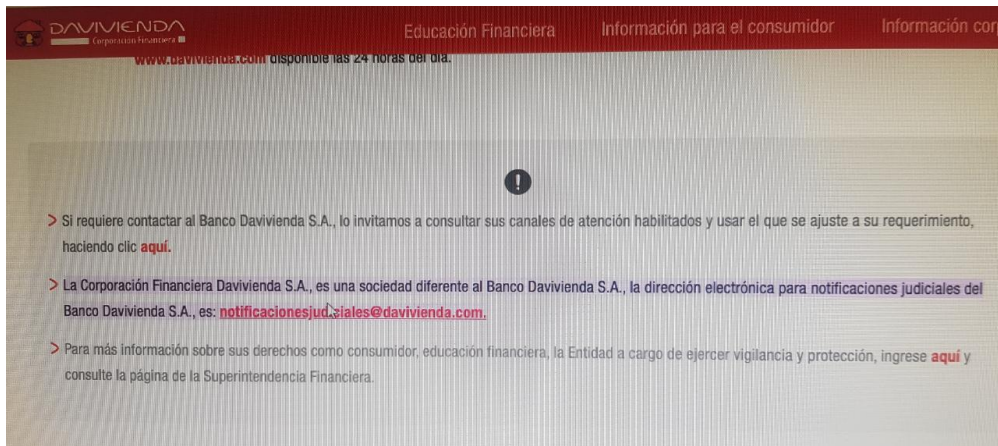 DAVIVIENDA
Corporación Financiera
Educación Financiera
Información para el consumidor
Información cor
www.davivienda.com disponible las 24 horas del día.
> Si requiere contactar al Banco Davivienda S.A., lo invitamos a consultar sus canales de atención habilitados y usar el que se ajuste a su requerimiento,
haciendo clic aquí.
> La Corporación Financiera Davivienda S.A., es una sociedad diferente al Banco Davivienda S.A., la dirección electrónica para notificaciones judiciales del
Banco Davivienda S.A., es: notificacionesjudiciales@davivienda.com.
> Para más información sobre sus derechos como consumidor, educación financiera, la Entidad a cargo de ejercer vigilancia y protección, ingrese aquí y
consulte la página de la Superintendencia Financiera.